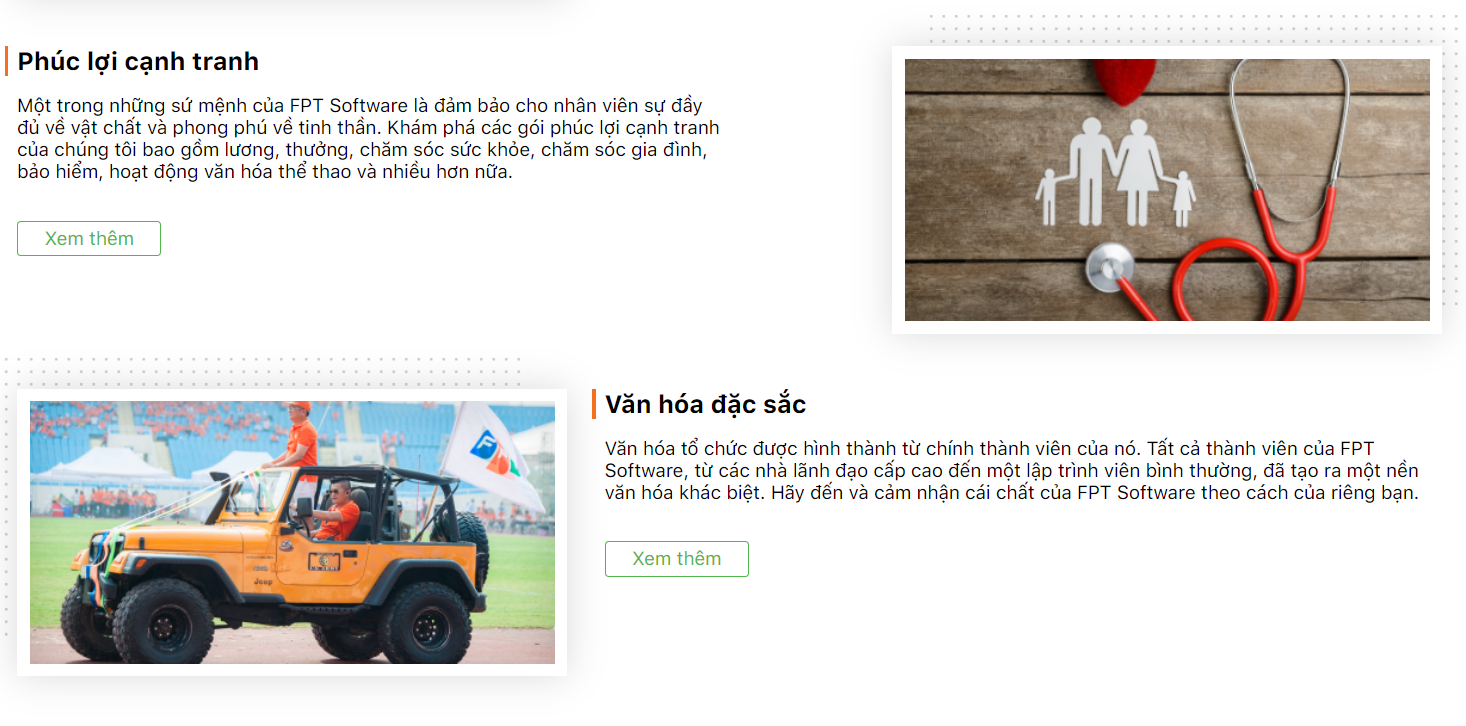 Phúc lợi cạnh tranh
Một trong những sứ mệnh của FPT Software là đảm bảo cho nhân viên sự đầy
đủ về vật chất và phong phú về tinh thần. Khám phá các gói phúc lợi cạnh tranh
của chúng tôi bao gồm lương, thưởng, chăm sóc sức khỏe, chăm sóc gia đình,
bảo hiểm, hoạt động văn hóa thể thao và nhiều hơn nữa.
Xem thêm
Văn hóa đặc sắc
Văn hóa tổ chức được hình thành từ chính thành viên của nó. Tất cả thành viên của FPT
Software, từ các nhà lãnh đạo cấp cao đến một lập trình viên bình thường, đã tạo ra một nền
văn hóa khác biệt. Hãy đến và cảm nhận cái chất của FPT Software theo cách của riêng bạn.
Xem thêm
Jeep